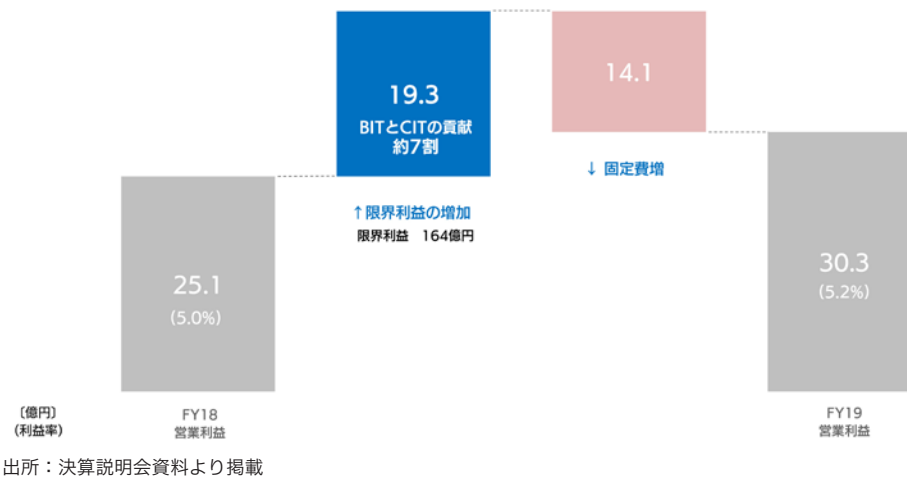 19.3
BITとCITの貢献
約7割
14.1
↓ 固定費増
↑限界利益の増加
限界利益 164億円
25.1
(5.0%)
30.3
(5.2%)
〔億円〕
(利益率)
FY18
営業利益
FY19
営業利益
出所：決算説明会資料より掲載